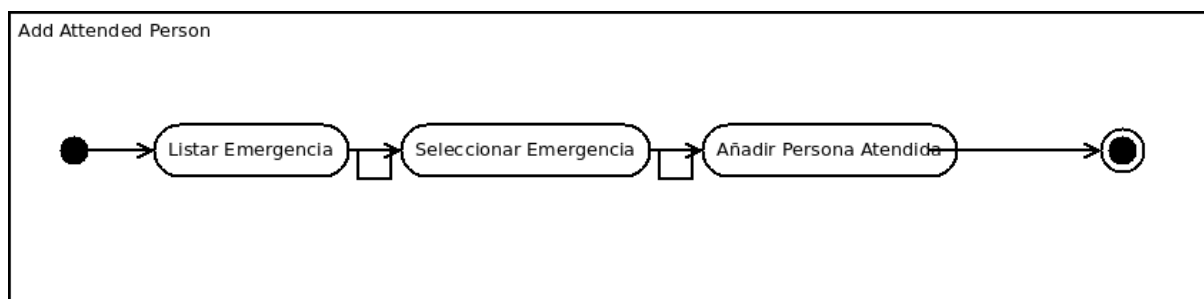 Add Attended Person
Listar Emergencia
Seleccionar Emergencia
Añadir Persona Atendida